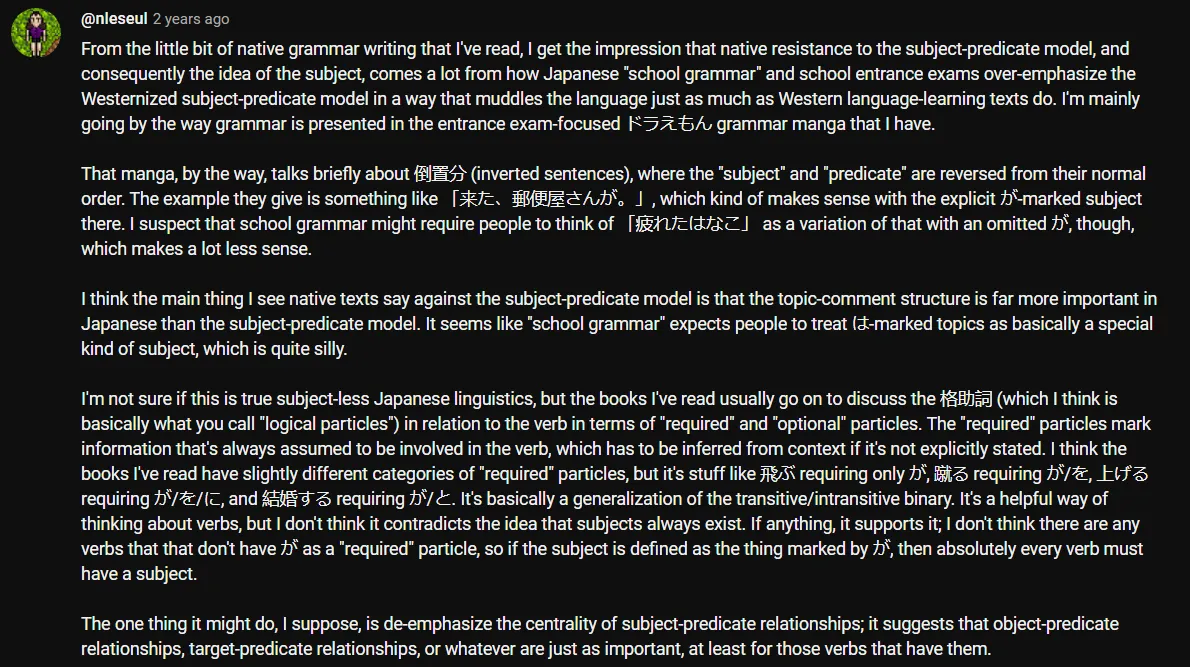 @nleseul 2 years ago
From the little bit of native grammar writing that I've read, I get the impression that native resistance to the subject-predicate model, and
consequently the idea of the subject, comes a lot from how Japanese "school grammar" and school entrance exams over-emphasize the
Westernized subject-predicate model in a way that muddles the language just as much as Western language-learning texts do. I'm mainly
going by the way grammar is presented in the entrance exam-focused ドラえもん grammar manga that I have.
That manga, by the way, talks briefly about 倒置分 (inverted sentences), where the "subject" and "predicate" are reversed from their normal
order. The example they give is something like 「来た、郵便屋さんが。」, which kind of makes sense with the explicit が-marked subject
there. I suspect that school grammar might require people to think of 「疲れたはなこ」 as a variation of that with an omitted が, though,
which makes a lot less sense.
I think the main thing I see native texts say against the subject-predicate model is that the topic-comment structure is far more important in
Japanese than the subject-predicate model. It seems like "school grammar" expects people to treat は-marked topics as basically a special
kind of subject, which is quite silly.
I'm not sure if this is true subject-less Japanese linguistics, but the books I've read usually go on to discuss the 格助詞 (which I think is
basically what you call "logical particles") in relation to the verb in terms of "required" and "optional" particles. The "required" particles mark
information that's always assumed to be involved in the verb, which has to be inferred from context if it's not explicitly stated. I think the
books I've read have slightly different categories of "required" particles, but it's stuff like 飛ぶ requiring only が, 蹴る requiring が/を, 上げる
requiring が/を/に, and 結婚する requiring が/と. It's basically a generalization of the transitive/intransitive binary. It's a helpful way of
thinking about verbs, but I don't think it contradicts the idea that subjects always exist. If anything, it supports it; I don't think there are any
verbs that that don't have が as a "required" particle, so if the subject is defined as the thing marked by が, then absolutely every verb must
have a subject.
The one thing it might do, I suppose, is de-emphasize the centrality of subject-predicate relationships; it suggests that object-predicate
relationships, target-predicate relationships, or whatever are just as important, at least for those verbs that have them.